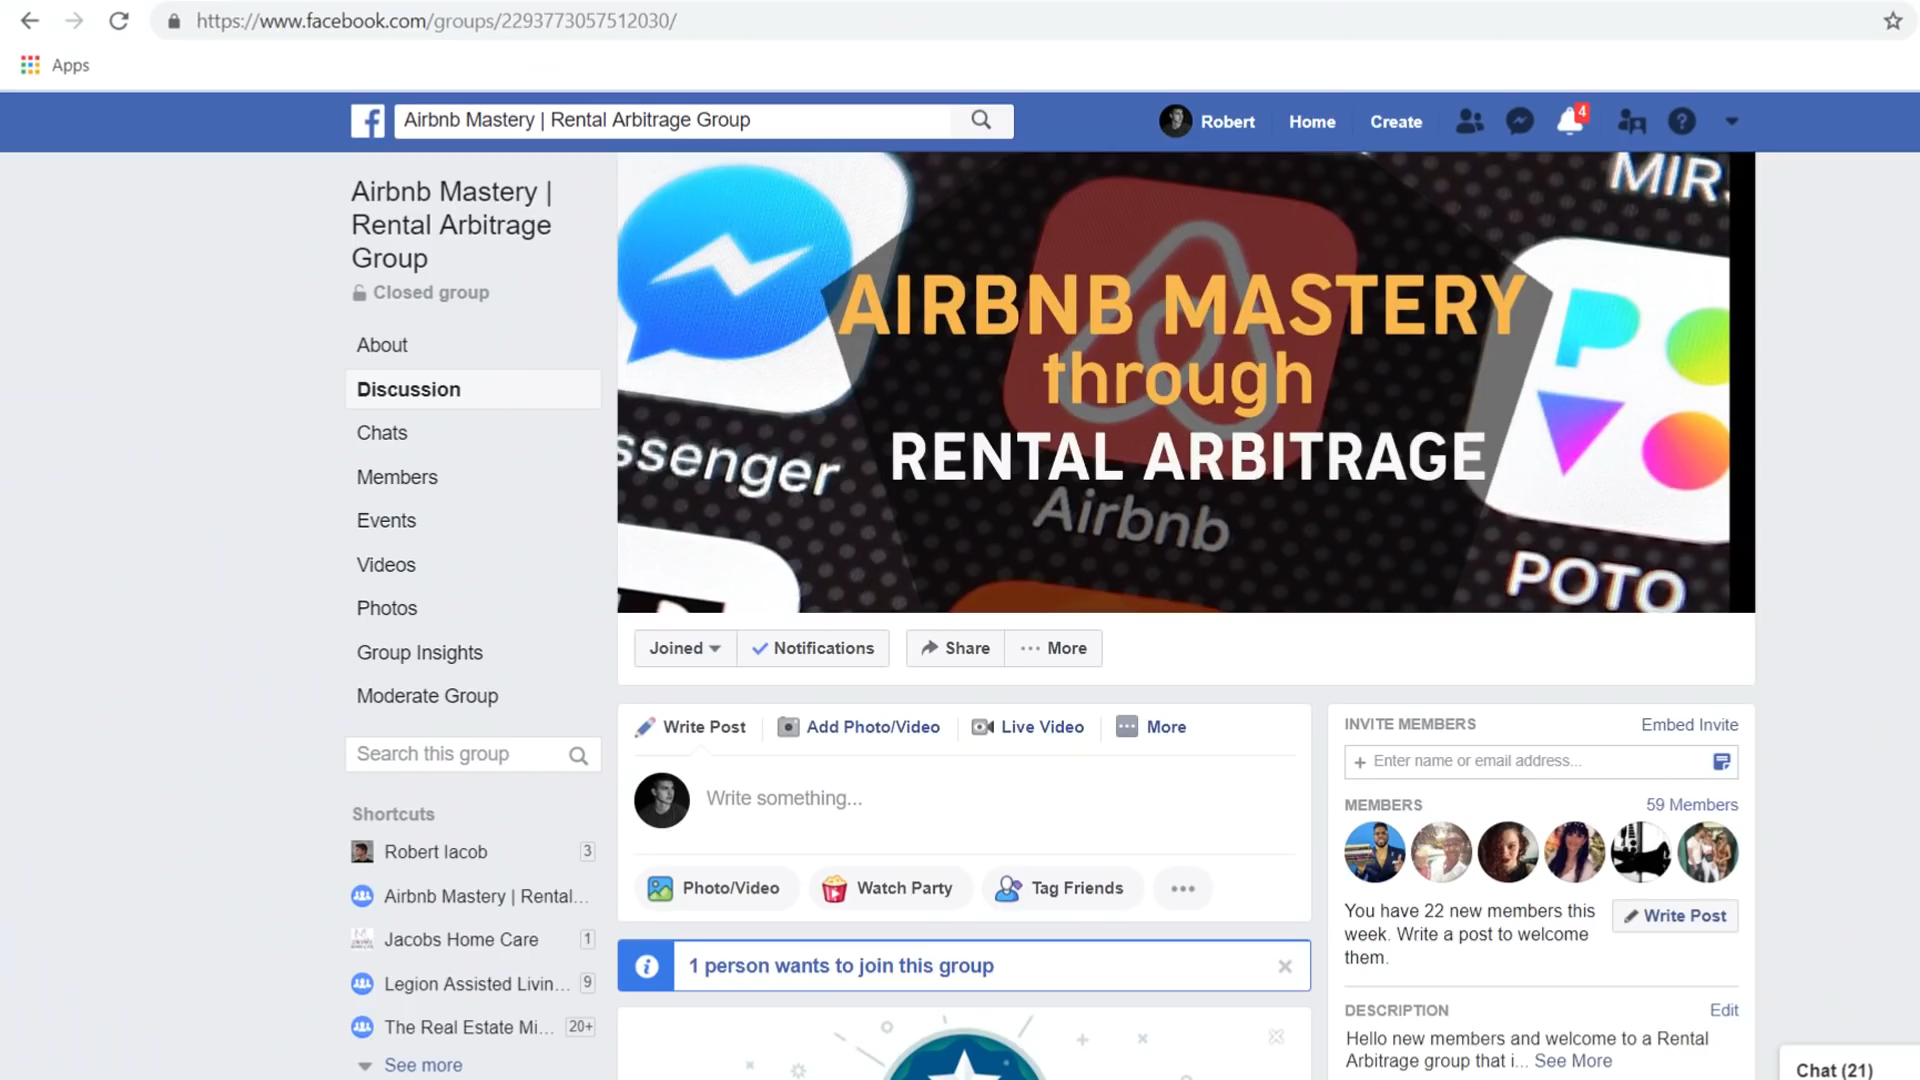 https://www.facebook.com/groups/2293773057512030/
Apps
Airbnb Mastery | Rental Arbitrage Group
Robert
Home
Create
4
Airbnb Mastery |
Rental Arbitrage
Group
Closed group
About
Discussion
Chats
Members
Events
Videos
Photos
Group Insights
Moderate Group
Search this group
Shortcuts
Robert Iacob 3
Airbnb Mastery | Rental...
Jacobs Home Care 1
Legion Assisted Livin... 9
The Real Estate Mi... 20+
See more
MIR
AIRBNB MASTERY
through
RENTAL ARBITRAGE
ssenger
Airbnb
POTO
Joined
Notifications
Share
More
Write Post
Add Photo/Video
Live Video
More
Write something...
Photo/Video
Watch Party
Tag Friends
1 person wants to join this group
INVITE MEMBERS
Embed Invite
+ Enter name or email address...
MEMBERS
59 Members
You have 22 new members this
week. Write a post to welcome
them.
Write Post
DESCRIPTION
Edit
Hello new members and welcome to a Rental
Arbitrage group that i... See More
Chat (21)